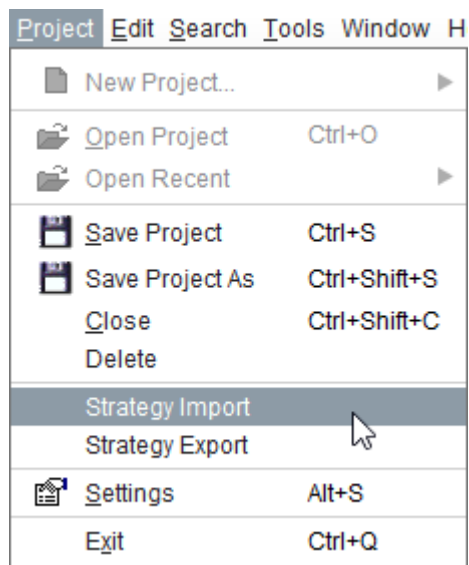 Project Edit Search Tools Window H
New Project...
Open Project Ctrl+O
Open Recent
Save Project Ctrl+S
Save Project As Ctrl+Shift+S
Close Ctrl+Shift+C
Delete
Strategy Import
Strategy Export
Settings Alt+S
Exit Ctrl+Q